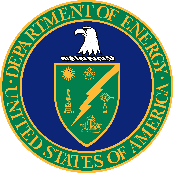 DEPARTMENT OF ENERGY
UNITED STATES OF AMERICA